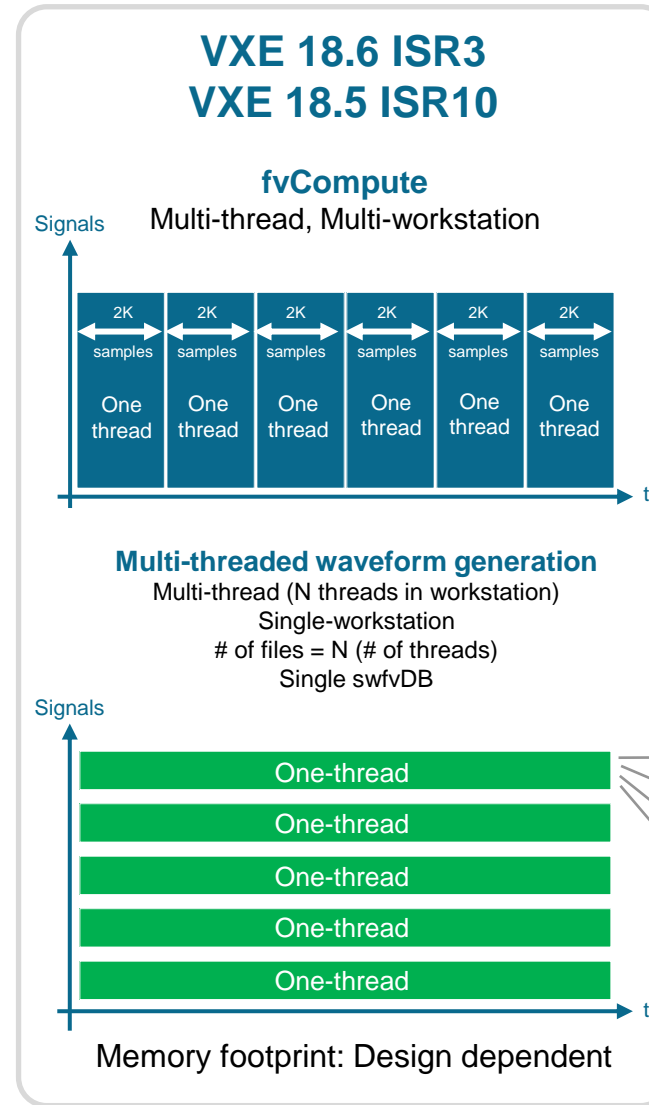 VXE 18.6 ISR3
VXE 18.5 ISR10
fvCompute
Multi-thread, Multi-workstation
Signals
2K 2K 2K 2K 2K 2K
samples samples samples samples samples samples
One One One One One One
thread thread thread thread thread thread
t
Multi-threaded waveform generation
Multi-thread (N threads in workstation)
Single-workstation
# of files = N (# of threads)
Single swfvDB
Signals
One-thread
One-thread
One-thread
One-thread
One-thread
t
Memory footprint: Design dependent